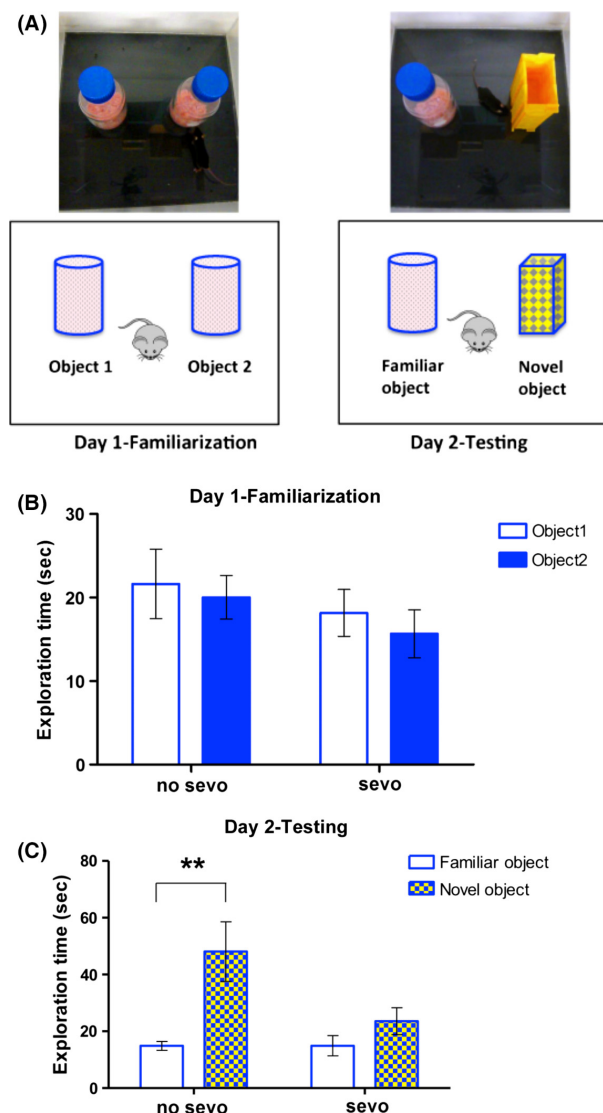 (A)
Object 1
Object 2
Familiar object
Novel object
Day 1-Familiarization
Day 2-Testing
(B)
Day 1-Familiarization
Exploration time (sec)
30
20
10
0
no sevo
sevo
Object1
Object2
(C)
Day 2-Testing
Exploration time (sec)
80
60
40
20
0
**
no sevo
sevo
Familiar object
Novel object